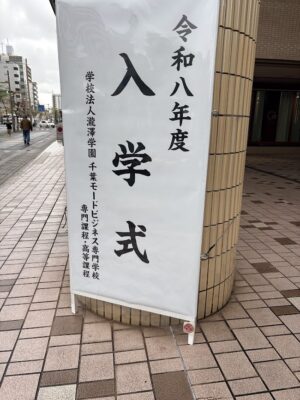 令和八年度
入学式
学校法人瀧澤学園 千葉モードビジネス専門学校
専門課程・高等課程